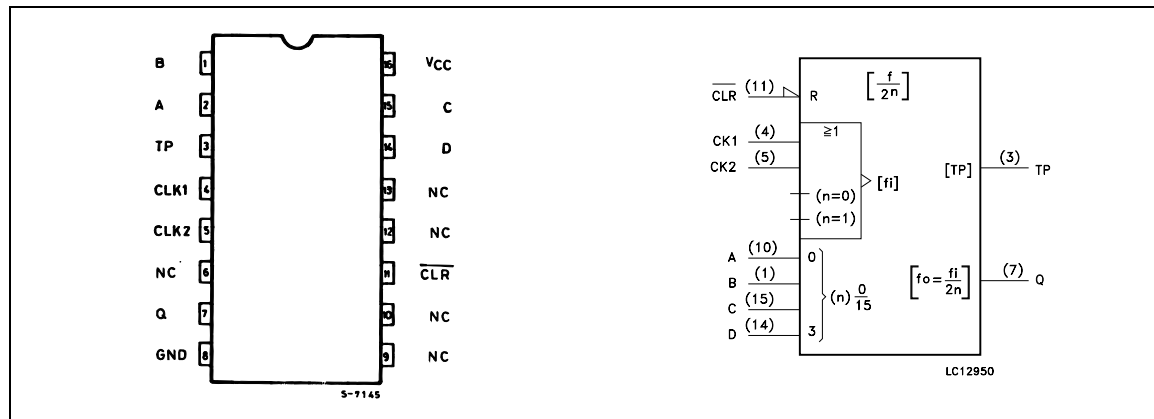 B 1 16 VCC
A 2 15 C
TP 3 14 D
CLK1 4 13 NC
CLK2 5 12 NC
NC 6 11 CLR
Q 7 10 NC
GND 8 9 NC
S-7145
CLR (11) R
[f/2n]
CK1 (4) ≧1
CK2 (5)
[fi]
(n=0)
(n=1)
[TP] (3) TP
A (10) 0
B (1)
C (15)
D (14) 3
(n) 0/15
[fo=fi/2n] (7) Q
LC12950